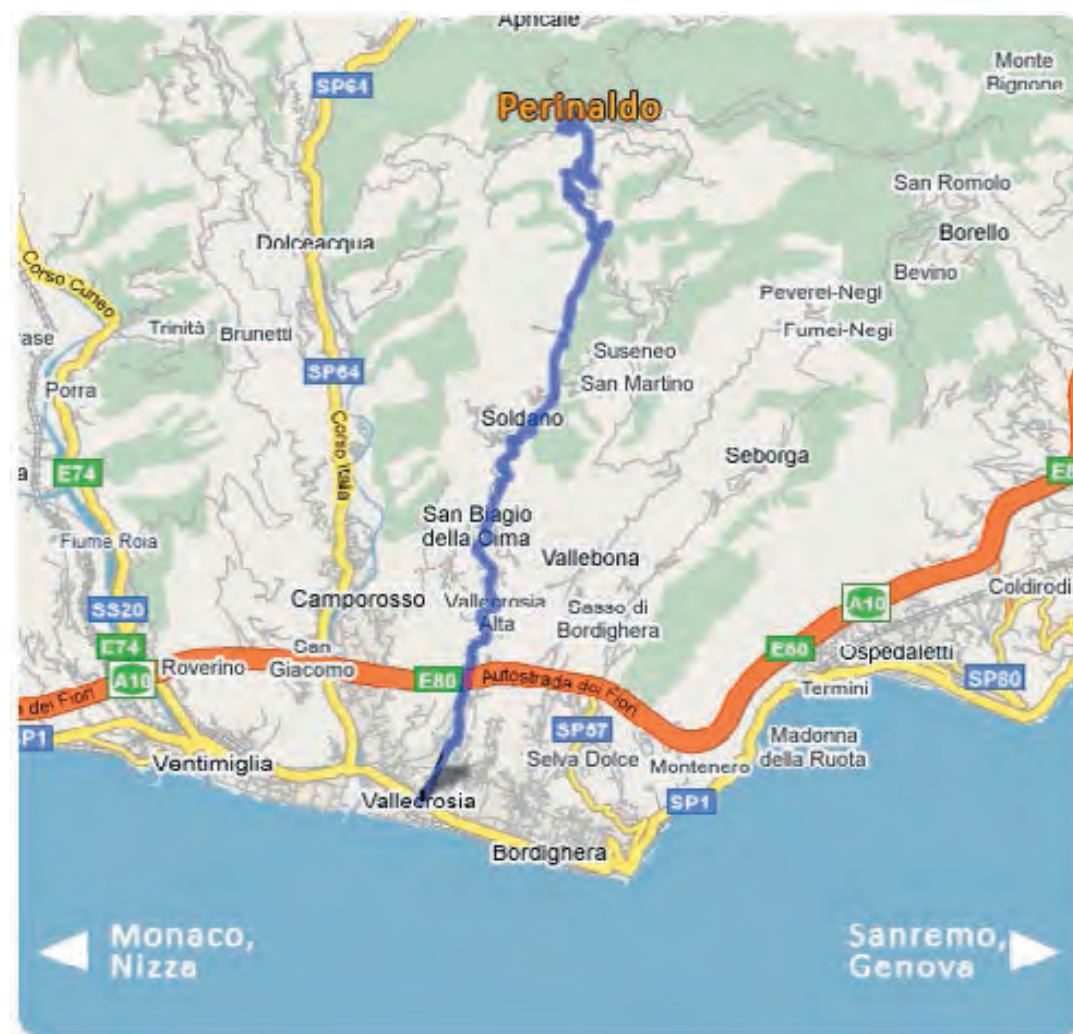 Apricale
Monte
Bignone
SP64
Perinaldo
San Romolo
Dolceacqua
Borello
Corso Cuneo
Bevino
Peverei-Negi
Trinità
Brunetti
Fumei-Negi
rase
Suseneo
SP64
Porra
San Martino
Soldano
Corso Italia
Seborga
E74
E8
San Biagio
della Cima
Fiume Roia
Vallebona
Coldirodi
Camporosso
Vallecrosia
Alta
Sasso di
Bordighera
SS20
A10
E74
San
Giacomo
E80
Ospedaletti
Roverino
A10
E80
Autostrada dei Fiori
SP80
Termini
dei Fiori
SP57
Madonna
della Ruota
SP1
Ventimiglia
Selva Dolce
Montenero
Vallecrosia
SP1
Bordighera
Monaco,
Nizza
Sanremo,
Genova